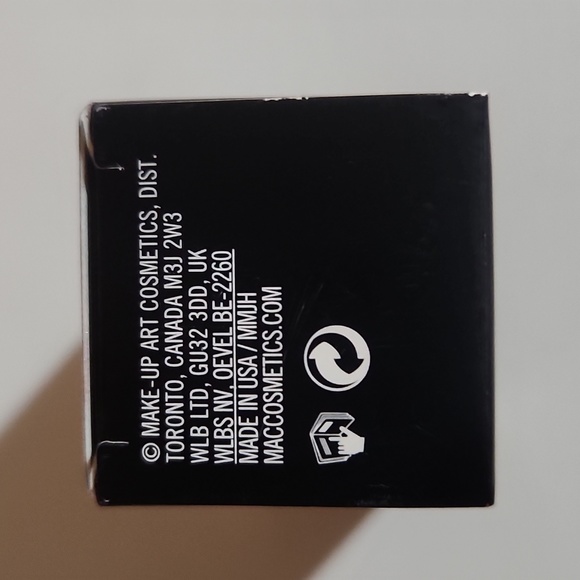 © MAKE-UP ART COSMETICS, DIST.
TORONTO, CANADA M3J 2W3
WLB LTD, GU32 3DD, UK
WLBS NV, OEVEL BE-2260
MADE IN USA / MMJH
MACCOSMETICS.COM